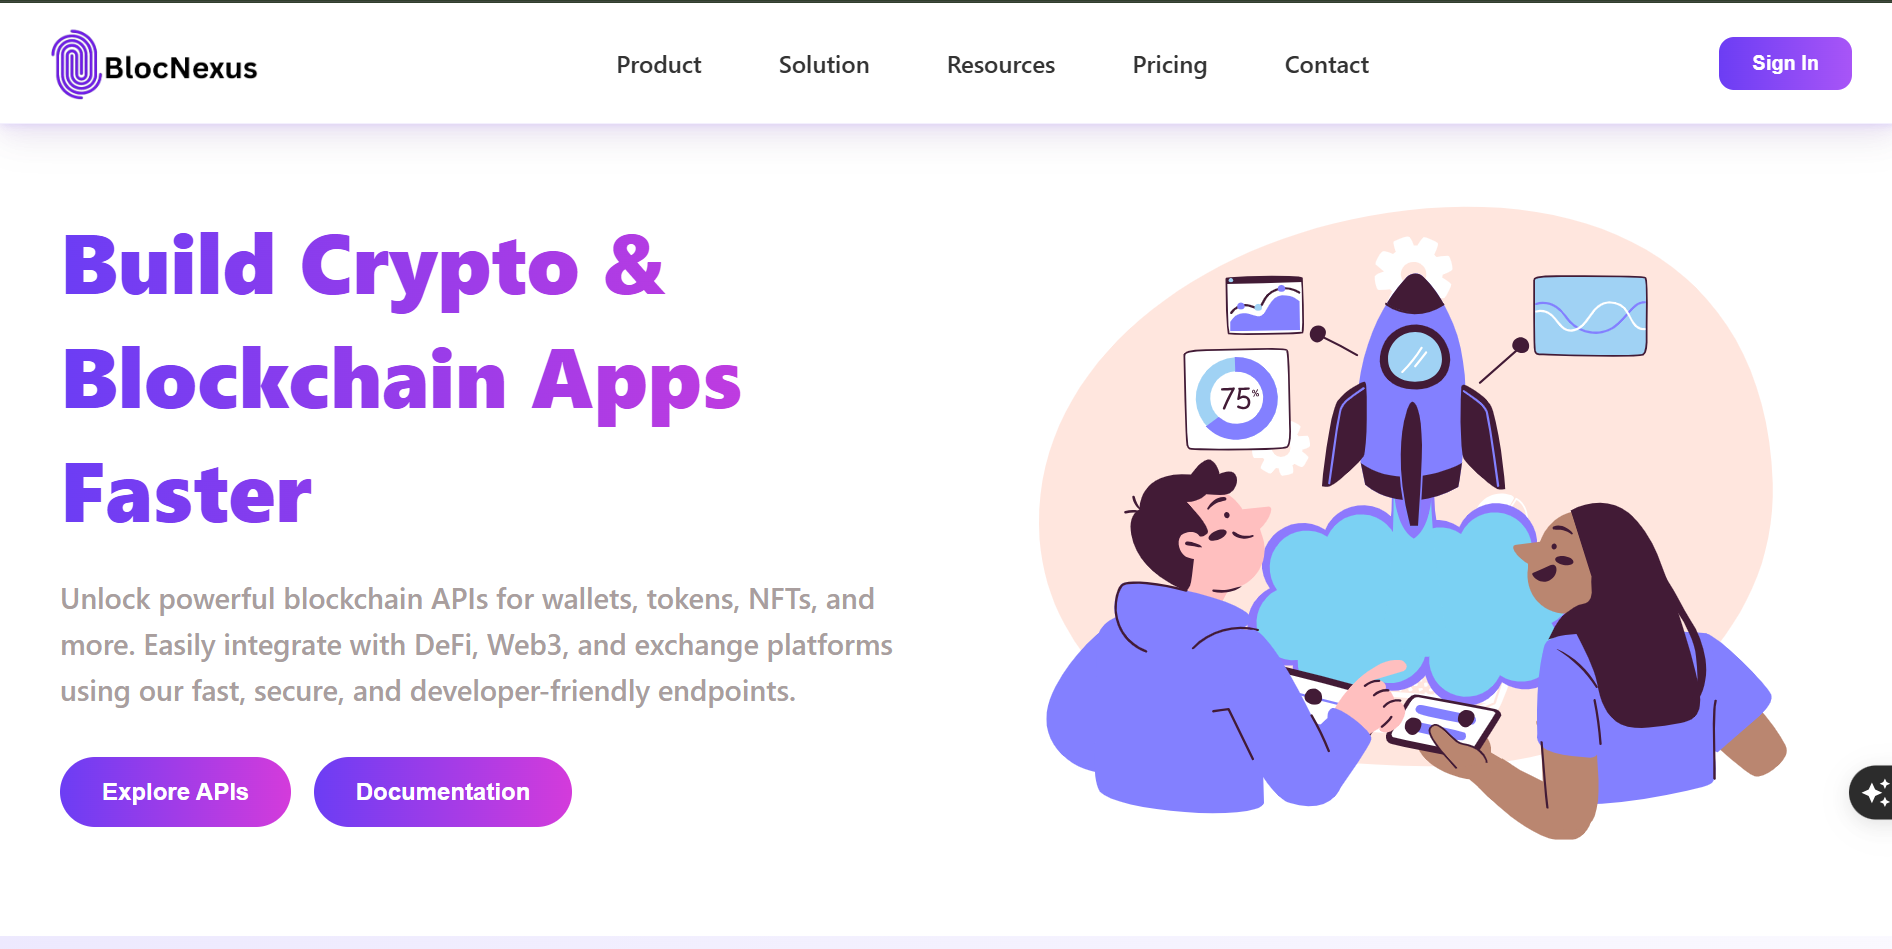 BlocNexus
Product
Solution
Resources
Pricing
Contact
Sign In
Build Crypto &
Blockchain Apps
Faster
Unlock powerful blockchain APIs for wallets, tokens, NFTs, and
more. Easily integrate with DeFi, Web3, and exchange platforms
using our fast, secure, and developer-friendly endpoints.
Explore APIs
Documentation
75%